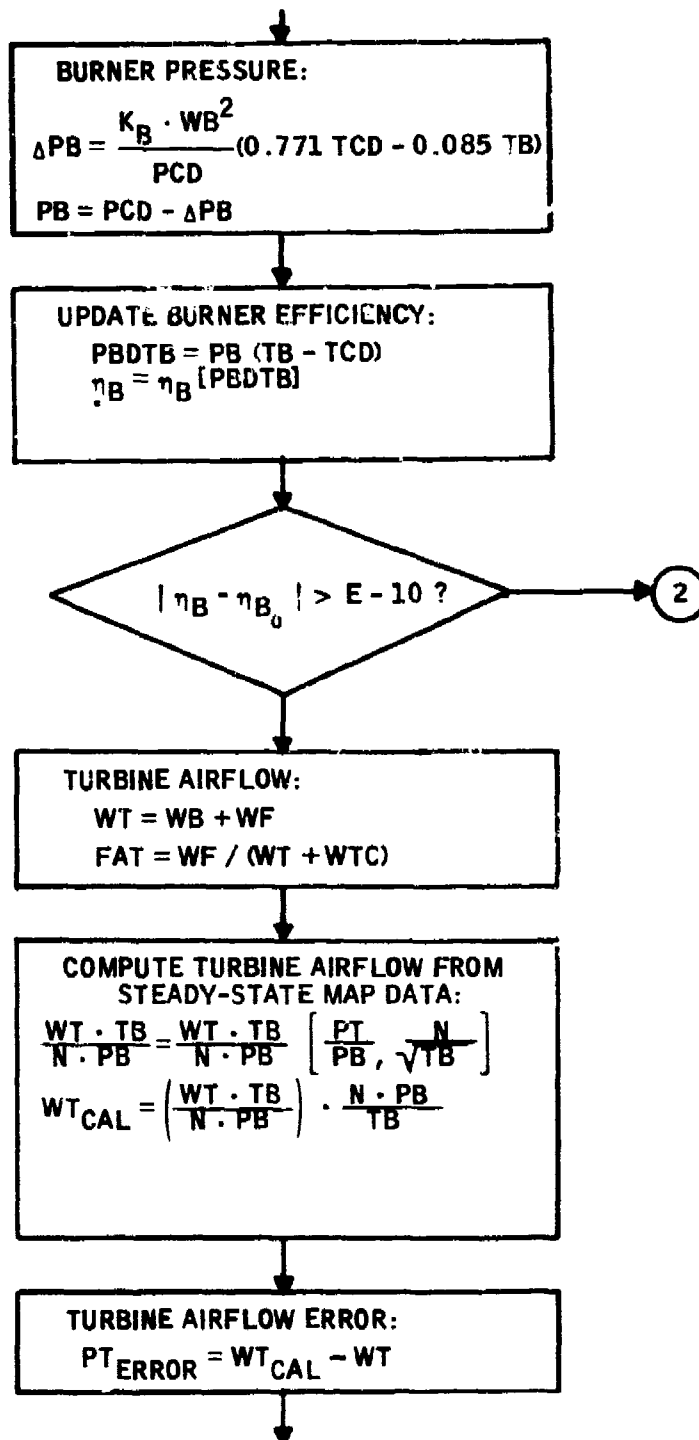 BURNER PRESSURE:
ΔPB = K_B · WB² / PCD (0.771 TCD - 0.085 TB)
PB = PCD - ΔPB
UPDATE BURNER EFFICIENCY:
PBDTB = PB (TB - TCD)
η_B = η_B [PBDTB]
| η_B - η_B₀ | > E-10 ?
2
TURBINE AIRFLOW:
WT = WB + WF
FAT = WF / (WT + WTC)
COMPUTE TURBINE AIRFLOW FROM
STEADY-STATE MAP DATA:
WT · TB / N · PB = WT · TB / N · PB [PT / PB, N / √TB]
WT_CAL = (WT · TB / N · PB) · N · PB / TB
TURBINE AIRFLOW ERROR:
PT_ERROR = WT_CAL - WT